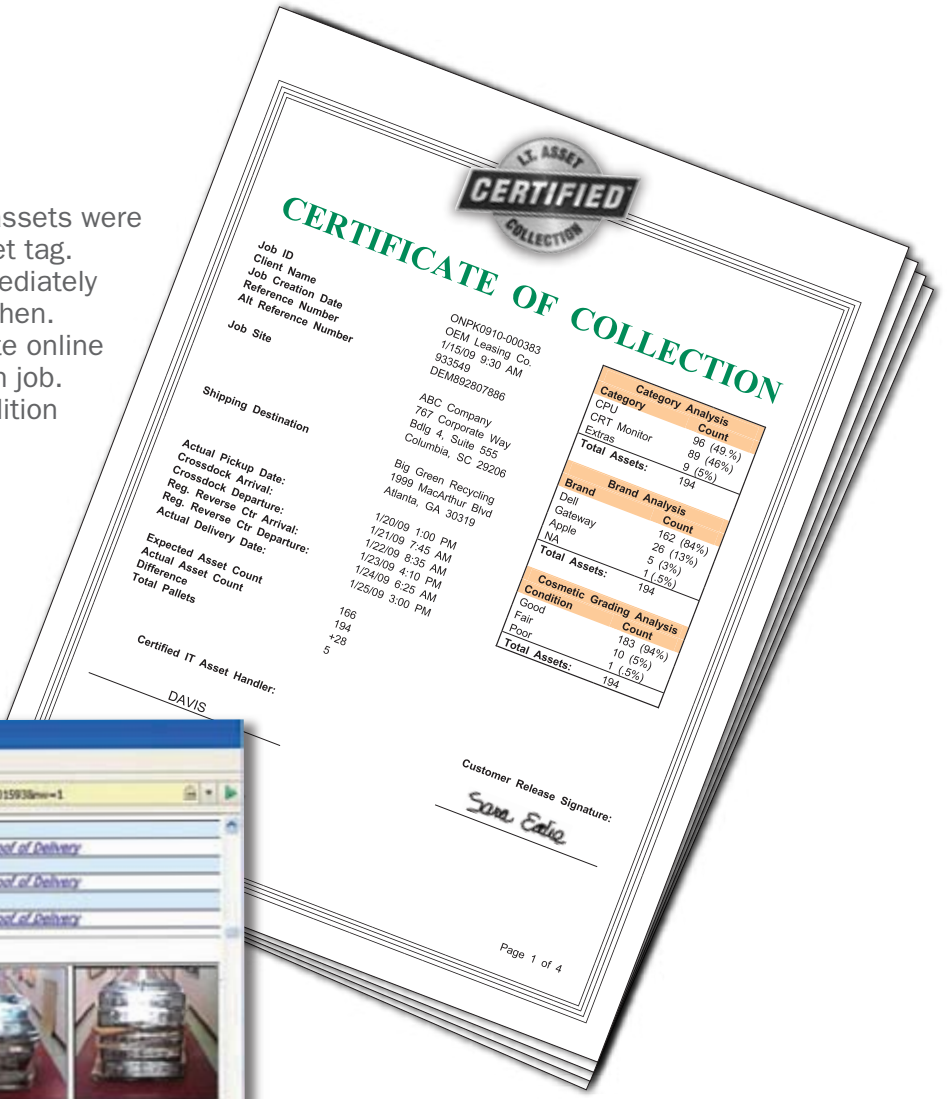 assets were
et tag.
mediately
hen.
te online
h job.
dition
I.T. ASSET
CERTIFIED
COLLECTION
CERTIFICATE OF COLLECTION
Job ID ONPK0910-000383
Client Name OEM Leasing Co.
Job Creation Date 1/15/09 9:30 AM
Reference Number 933549
Alt Reference Number DEM892807886
Job Site ABC Company
767 Corporate Way
Bdlg 4, Suite 555
Columbia, SC 29206
Shipping Destination Big Green Recycling
1999 MacArthur Blvd
Atlanta, GA 30319
Actual Pickup Date: 1/20/09 1:00 PM
Crossdock Arrival: 1/21/09 7:45 AM
Crossdock Departure: 1/22/09 8:35 AM
Reg. Reverse Ctr Arrival: 1/23/09 4:10 PM
Reg. Reverse Ctr Departure: 1/24/09 6:25 AM
Actual Delivery Date: 1/25/09 3:00 PM
Expected Asset Count 166
Actual Asset Count 194
Difference +28
Total Pallets 5
Category Analysis
Category Count
CPU 96 (49.%)
CRT Monitor 89 (46%)
Extras 9 (5%)
Total Assets: 194
Brand Analysis
Brand Count
Dell 162 (84%)
Gateway 26 (13%)
Apple 5 (3%)
NA 1 (.5%)
Total Assets: 194
Cosmetic Grading Analysis
Condition Count
Good 183 (94%)
Fair 10 (5%)
Poor 1 (.5%)
Total Assets: 194
Certified IT Asset Handler:
DAVIS
Customer Release Signature:
Sara
Page 1 of 4
of Delivery
of Delivery
of Delivery